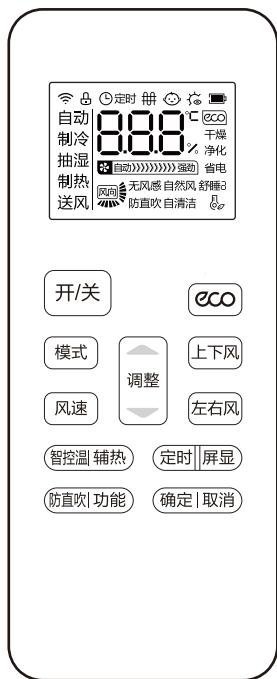 定时
自动 888 ℃ eco
制冷 % 干燥
抽湿 净化
制热 自动 》》》》》》》》 强劲 省电
送风 风向 无风感 自然风 舒睡
防直吹 自清洁
开/关 eco
模式 调整 上下风
风速 左右风
智控温|辅热 定时||屏显
防直吹|功能 确定|取消